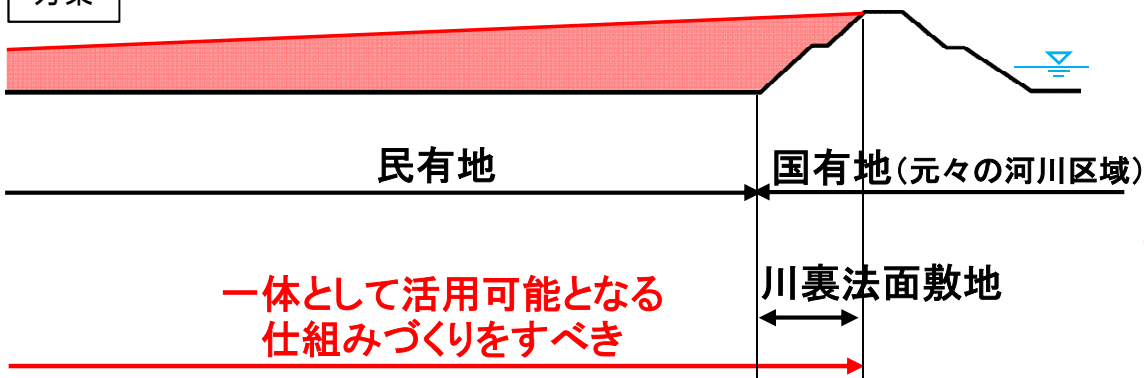 方策
民有地
国有地(元々の河川区域)
川裏法面敷地
一体として活用可能となる
仕組みづくりをすべき